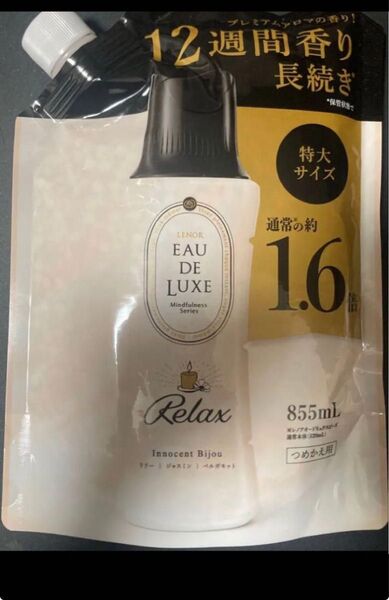 プレミアムアロマの香り!
12週間香り
長続き
*保管状態で
特大
サイズ
通常※の約
1.6
倍
LENOR
EAU
DE
LUXE
Mindfulness
Series
Relax
Innocent Bijou
リリー | ジャスミン | ベルガモット
855mL
つめかえ用